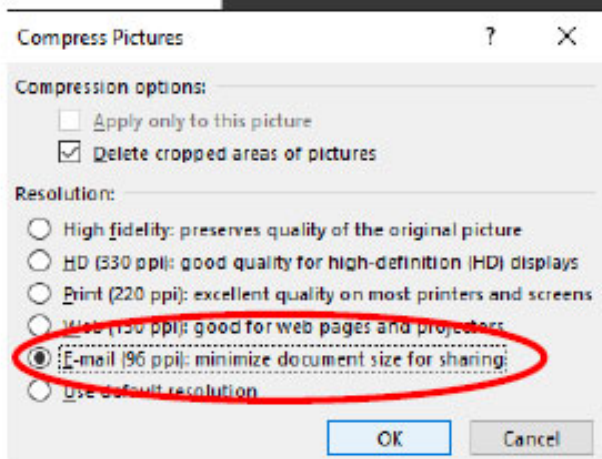 Compress Pictures ? ✕
Compression options:
Apply only to this picture
Delete cropped areas of pictures
Resolution:
High fidelity: preserves quality of the original picture
HD (330 ppi): good quality for high-definition (HD) displays
Print (220 ppi): excellent quality on most printers and screens
Web (150 ppi): good for web pages and projectors
E-mail (96 ppi): minimize document size for sharing
Use default resolution
OK Cancel